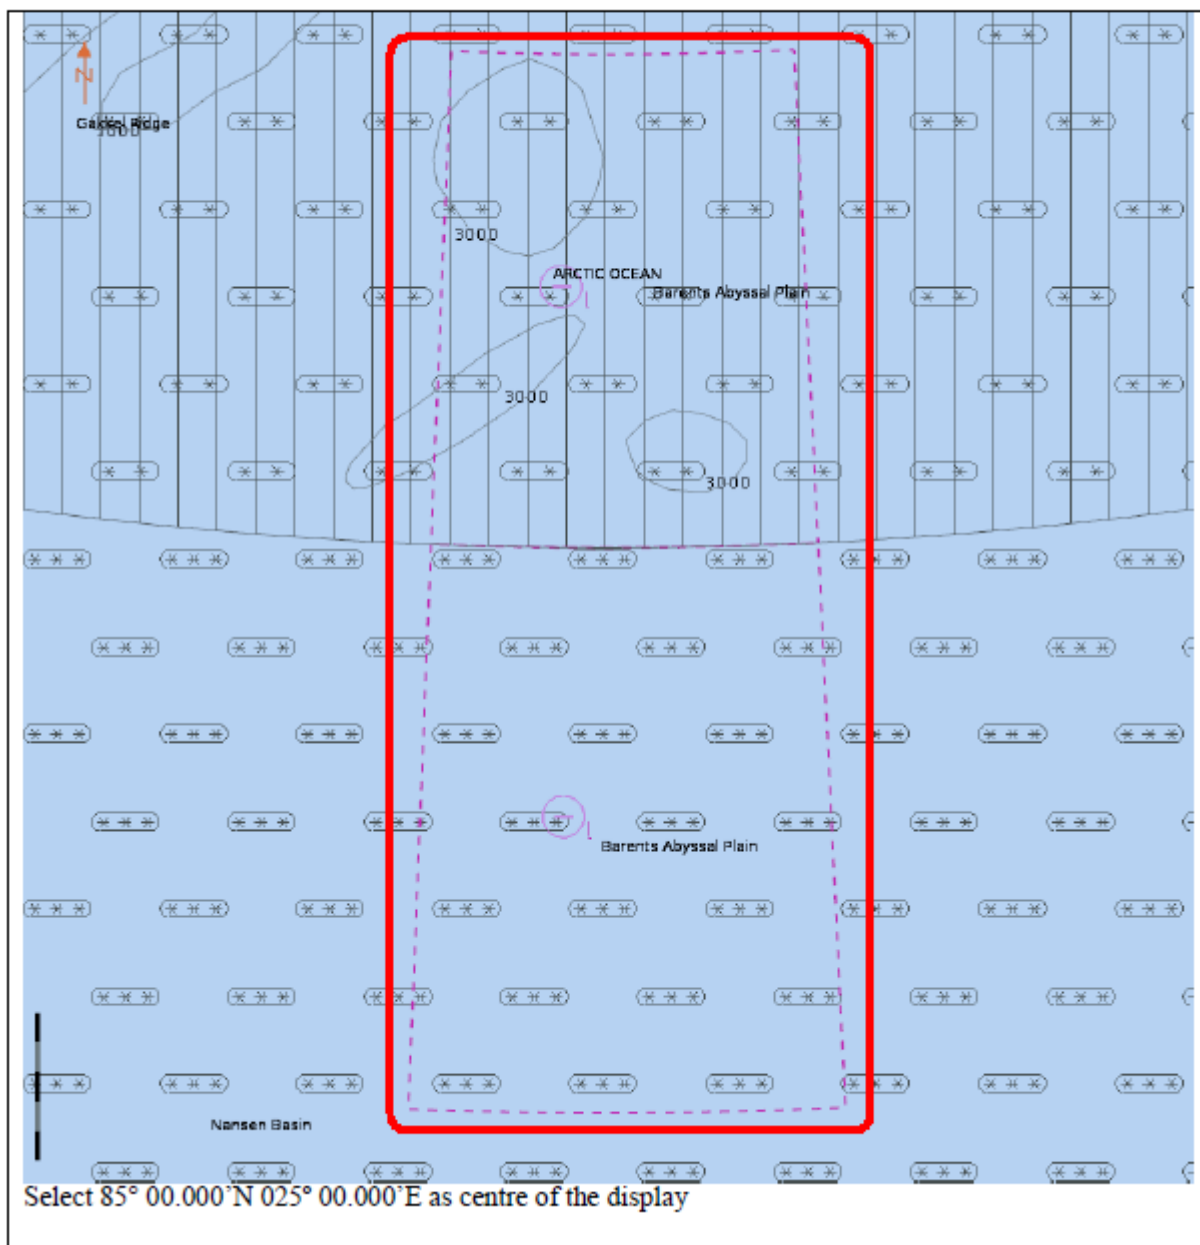 N
Gakkel Ridge
3000
3000
ARCTIC OCEAN
Barents Abyssal Plain
3000
3000
Barents Abyssal Plain
Nansen Basin
Select 85° 00.000’N 025° 00.000’E as centre of the display